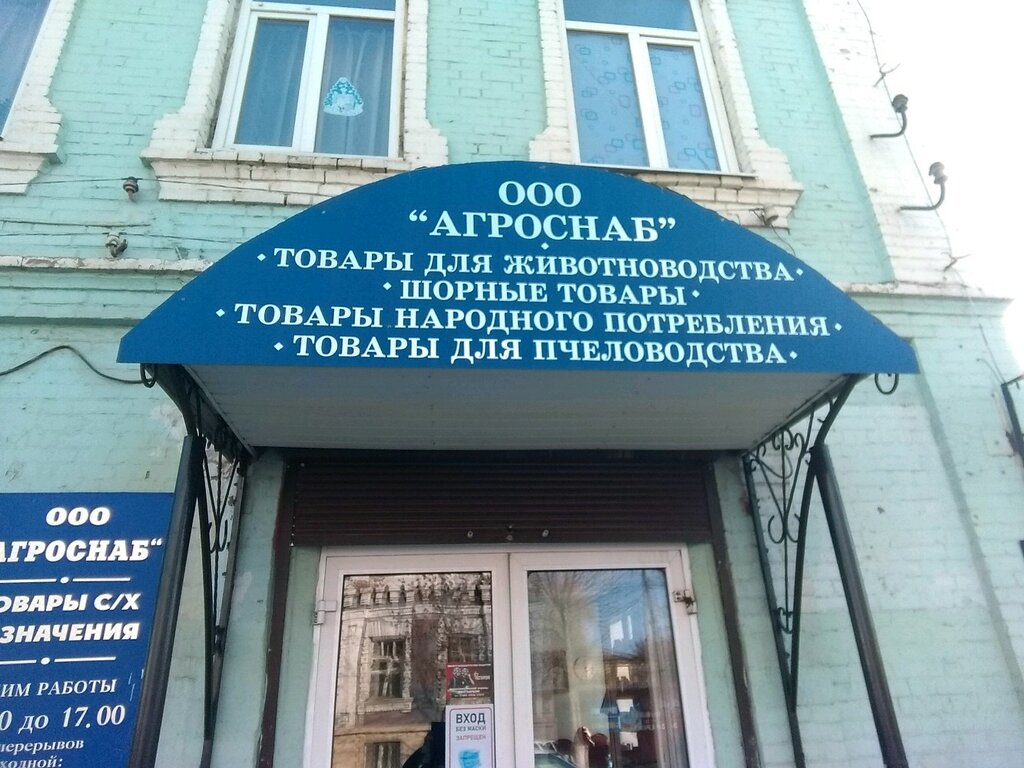 ООО
“АГРОСНАБ”
• ТОВАРЫ ДЛЯ ЖИВОТНОВОДСТВА •
• ШОРНЫЕ ТОВАРЫ •
• ТОВАРЫ НАРОДНОГО ПОТРЕБЛЕНИЯ •
• ТОВАРЫ ДЛЯ ПЧЕЛОВОДСТВА •
ООО
АГРОСНАБ“
ОВАРЫ С/Х
ЗНАЧЕНИЯ
ИМ РАБОТЫ
0 до 17.00
перерывов
ходной:
ВХОД
БЕЗ МАСКИ
ЗАПРЕЩЕН